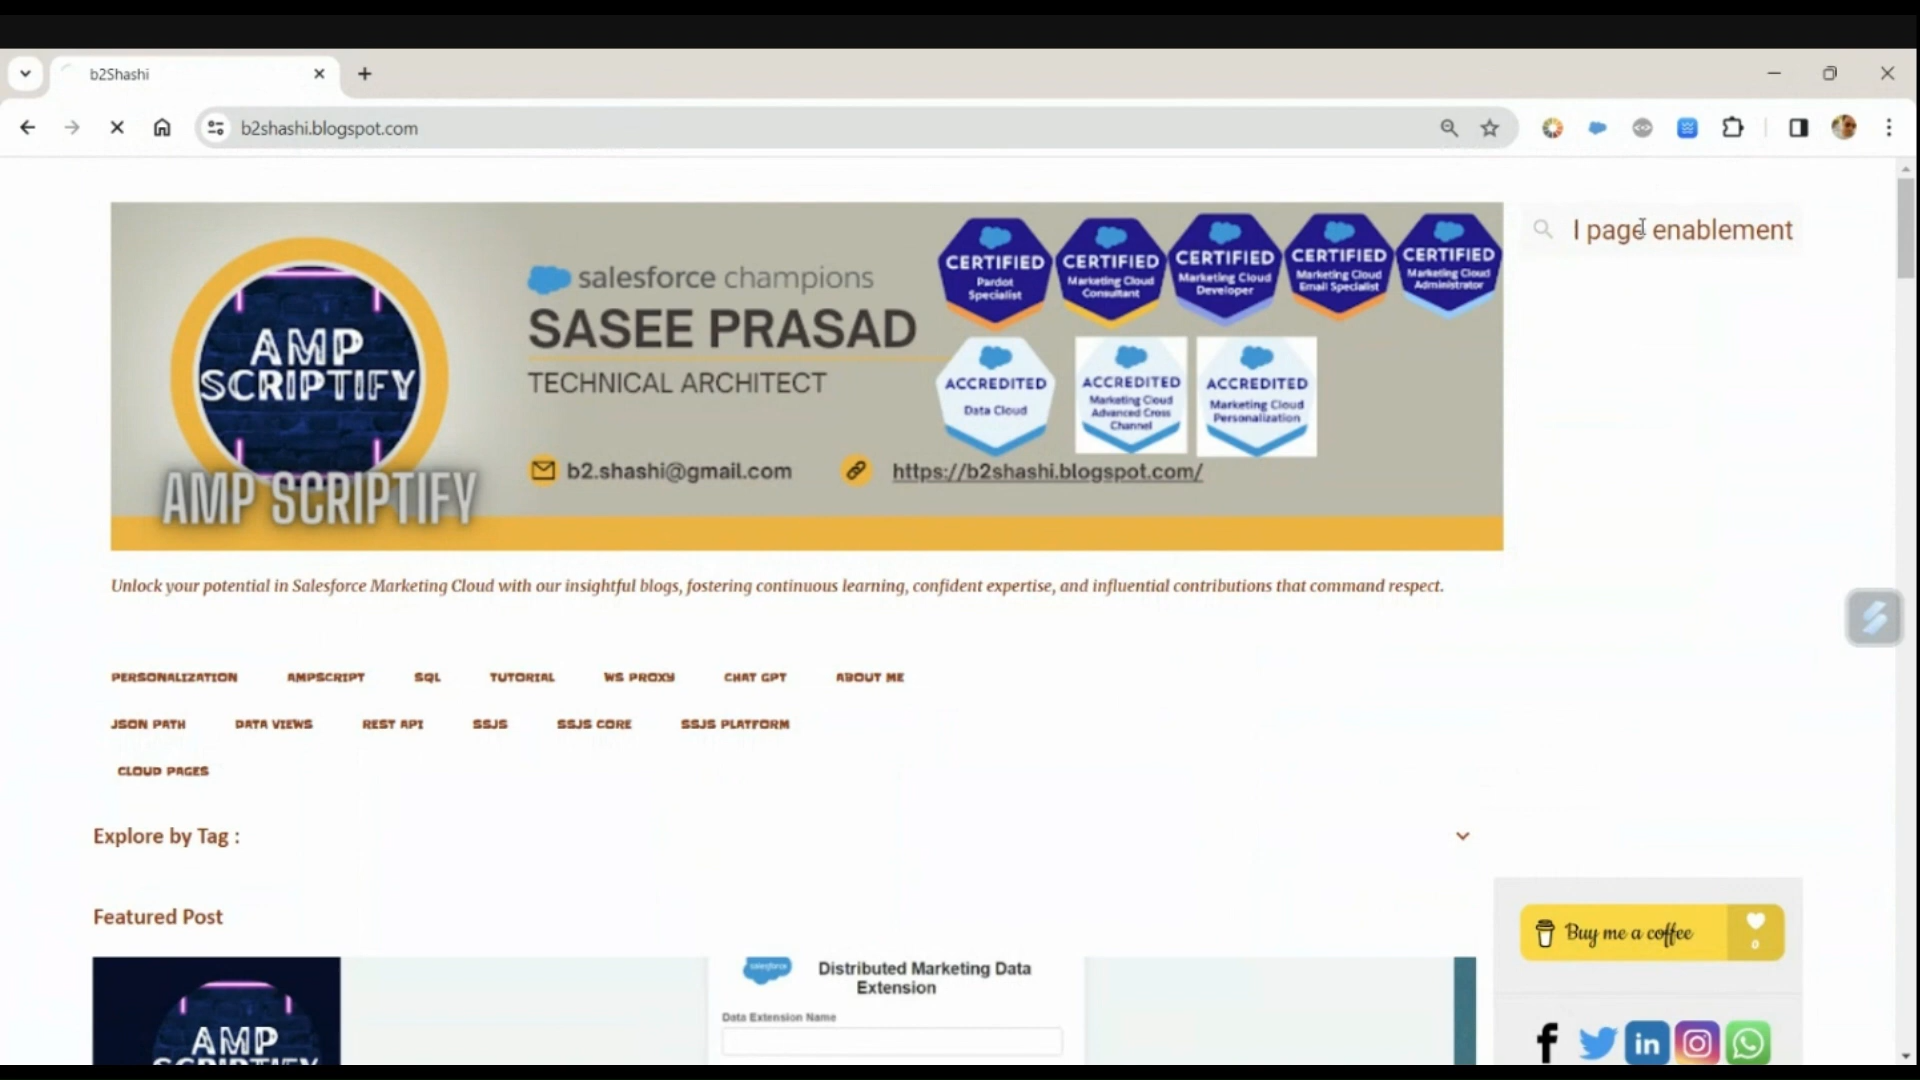 b2Shashi
b2shashi.blogspot.com
l page enablement
AMP
SCRIPTIFY
AMP SCRIPTIFY
salesforce champions
SASEE PRASAD
TECHNICAL ARCHITECT
b2.shashi@gmail.com
https://b2shashi.blogspot.com/
CERTIFIED
Pardot
Specialist
CERTIFIED
Marketing Cloud
Consultant
CERTIFIED
Marketing Cloud
Developer
CERTIFIED
Marketing Cloud
Email Specialist
CERTIFIED
Marketing Cloud
Administrator
ACCREDITED
Data Cloud
ACCREDITED
Marketing Cloud
Advanced Cross
Channel
ACCREDITED
Marketing Cloud
Personalization
Unlock your potential in Salesforce Marketing Cloud with our insightful blogs, fostering continuous learning, confident expertise, and influential contributions that command respect.
PERSONALIZATION AMPSCRIPT SQL TUTORIAL WS PROXY CHAT GPT ABOUT ME
JSON PATH DATA VIEWS REST API SSJS SSJS CORE SSJS PLATFORM
CLOUD PAGES
Explore by Tag :
Featured Post
AMP
SCRIPTIFY
salesforce
Distributed Marketing Data
Extension
Data Extension Name
Buy me a coffee
0